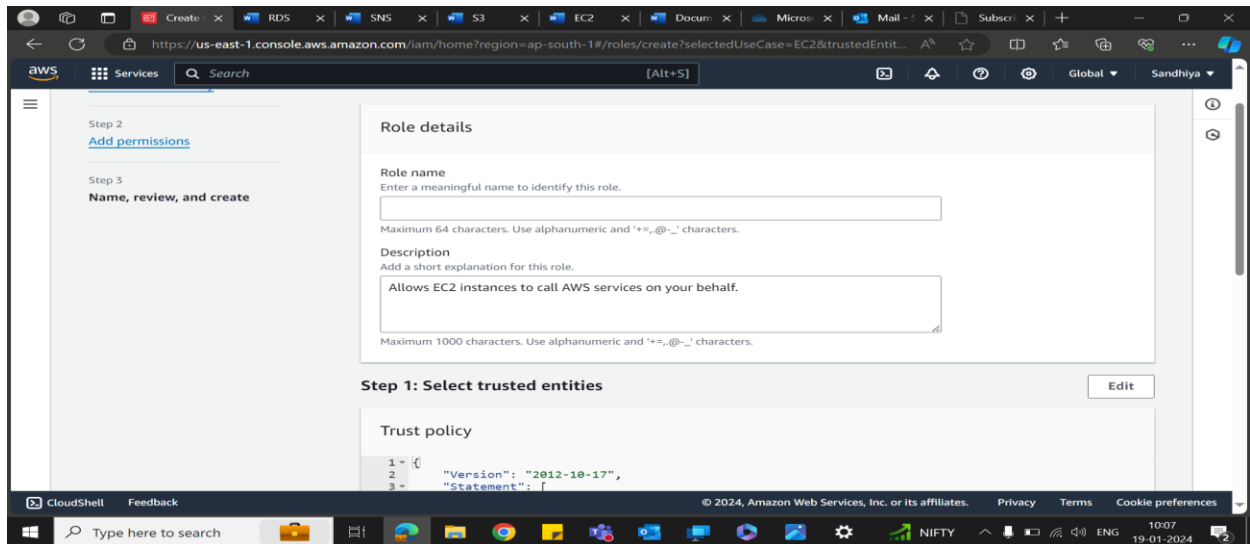 Create
RDS
SNS
S3
EC2
Docum
Micros
Mail - S
Subscri
https://us-east-1.console.aws.amazon.com/iam/home?region=ap-south-1#/roles/create?selectedUseCase=EC2&trustedEntit...
aws
Services
Search
[Alt+S]
Global
Sandhiya
Step 2
Add permissions
Step 3
Name, review, and create
Role details
Role name
Enter a meaningful name to identify this role.
Maximum 64 characters. Use alphanumeric and '+=,.@-_' characters.
Description
Add a short explanation for this role.
Allows EC2 instances to call AWS services on your behalf.
Maximum 1000 characters. Use alphanumeric and '+=,.@-_' characters.
Step 1: Select trusted entities
Edit
Trust policy
1 {
2 "Version": "2012-10-17",
3 "Statement": [
CloudShell Feedback
© 2024, Amazon Web Services, Inc. or its affiliates. Privacy Terms Cookie preferences
Type here to search
NIFTY
ENG
10:07
19-01-2024
2